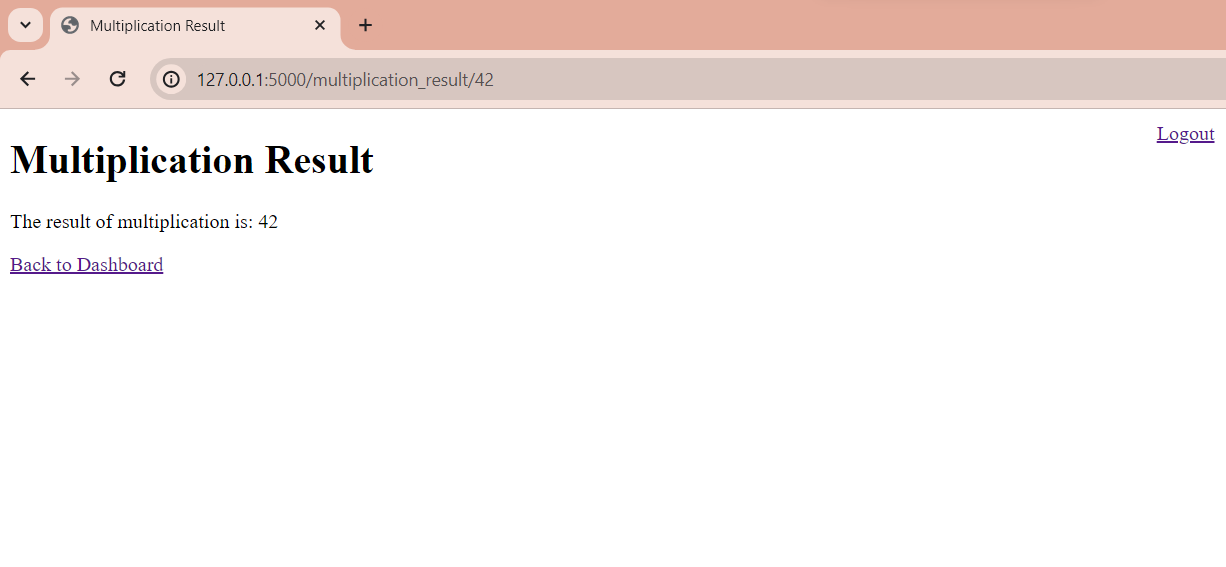 Multiplication Result
127.0.0.1:5000/multiplication_result/42
Logout
Multiplication Result
The result of multiplication is: 42
Back to Dashboard